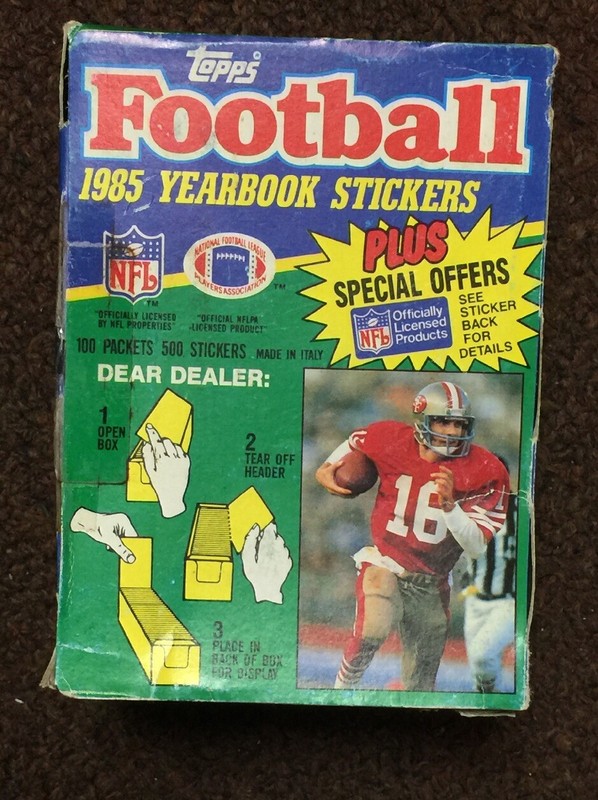 Topps®
Football
1985 YEARBOOK STICKERS
PLUS
SPECIAL OFFERS
NFL
Officially
Licensed
Products
SEE
STICKER
BACK
FOR
DETAILS
NFL
TM
NATIONAL FOOTBALL LEAGUE
PLAYERS ASSOCIATION
TM
"OFFICIALLY LICENSED
BY NFL PROPERTIES"
"OFFICIAL NFLPA
LICENSED PRODUCT"
100 PACKETS 500 STICKERS MADE IN ITALY
DEAR DEALER:
1
OPEN
BOX
2
TEAR OFF
HEADER
3
PLACE IN
BACK OF BOX
FOR DISPLAY
16